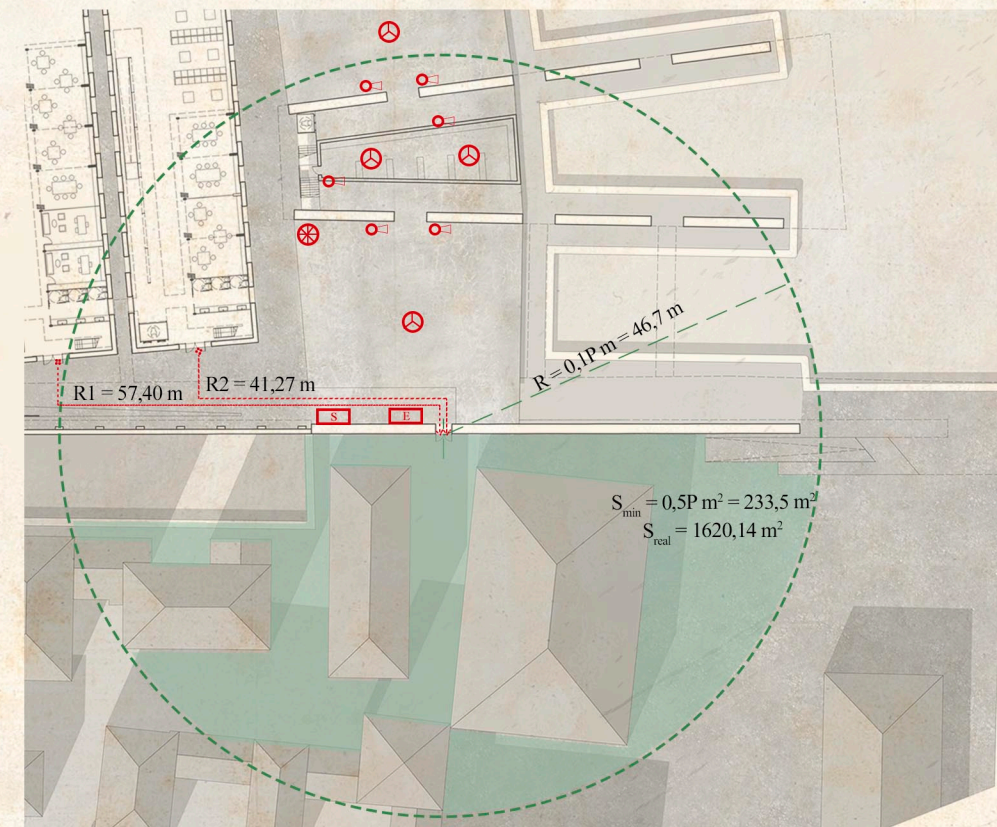 R = 0,1P m = 46,7 m
R1 = 57,40 m
R2 = 41,27 m
S
E
S_min = 0,5P m² = 233,5 m²
S_real = 1620,14 m²